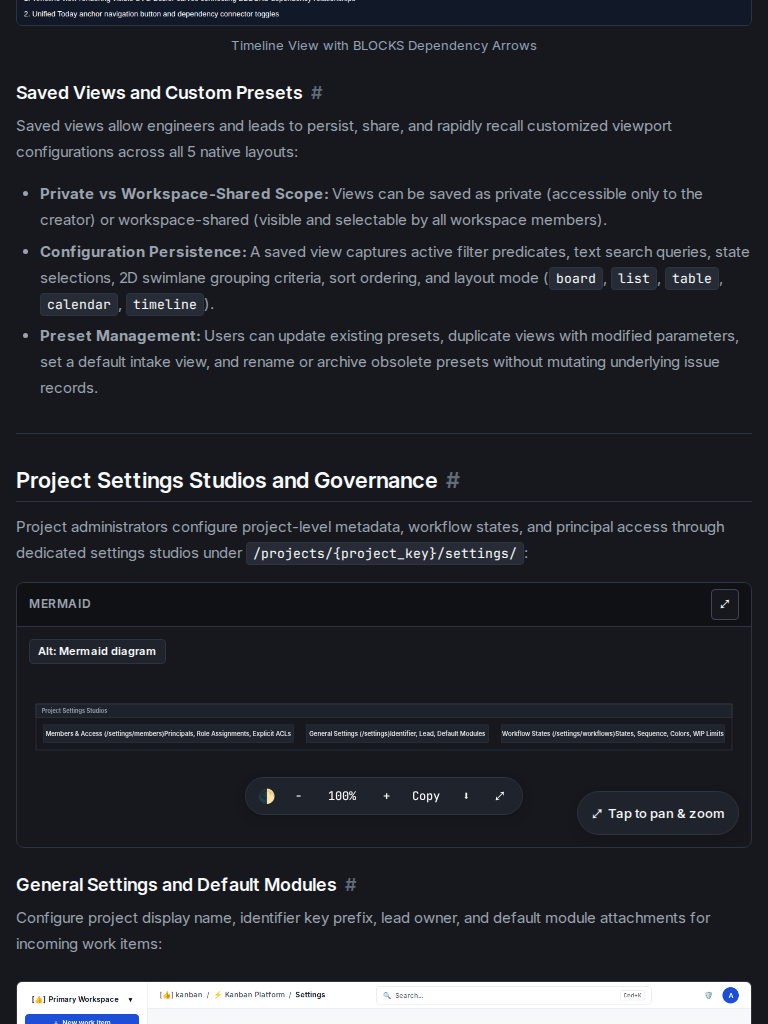 2. Unified Today anchor navigation button and dependency connector toggles
Timeline View with BLOCKS Dependency Arrows
Saved Views and Custom Presets #
Saved views allow engineers and leads to persist, share, and rapidly recall customized viewport
configurations across all 5 native layouts:
• Private vs Workspace-Shared Scope: Views can be saved as private (accessible only to the
creator) or workspace-shared (visible and selectable by all workspace members).
• Configuration Persistence: A saved view captures active filter predicates, text search queries, state
selections, 2D swimlane grouping criteria, sort ordering, and layout mode (board, list, table,
calendar, timeline).
• Preset Management: Users can update existing presets, duplicate views with modified parameters,
set a default intake view, and rename or archive obsolete presets without mutating underlying issue
records.
Project Settings Studios and Governance #
Project administrators configure project-level metadata, workflow states, and principal access through
dedicated settings studios under /projects/{project_key}/settings/:
MERMAID
Alt: Mermaid diagram
Project Settings Studios
Members & Access (/settings/members)Principals, Role Assignments, Explicit ACLs
General Settings (/settings)Identifier, Lead, Default Modules
Workflow States (/settings/workflows)States, Sequence, Colors, WIP Limits
- 100% + Copy
Tap to pan & zoom
General Settings and Default Modules #
Configure project display name, identifier key prefix, lead owner, and default module attachments for
incoming work items:
[👍] Primary Workspace ▼
[👍] kanban / ⚡ Kanban Platform / Settings
Search...
Ctrl+K
A
+ New work item